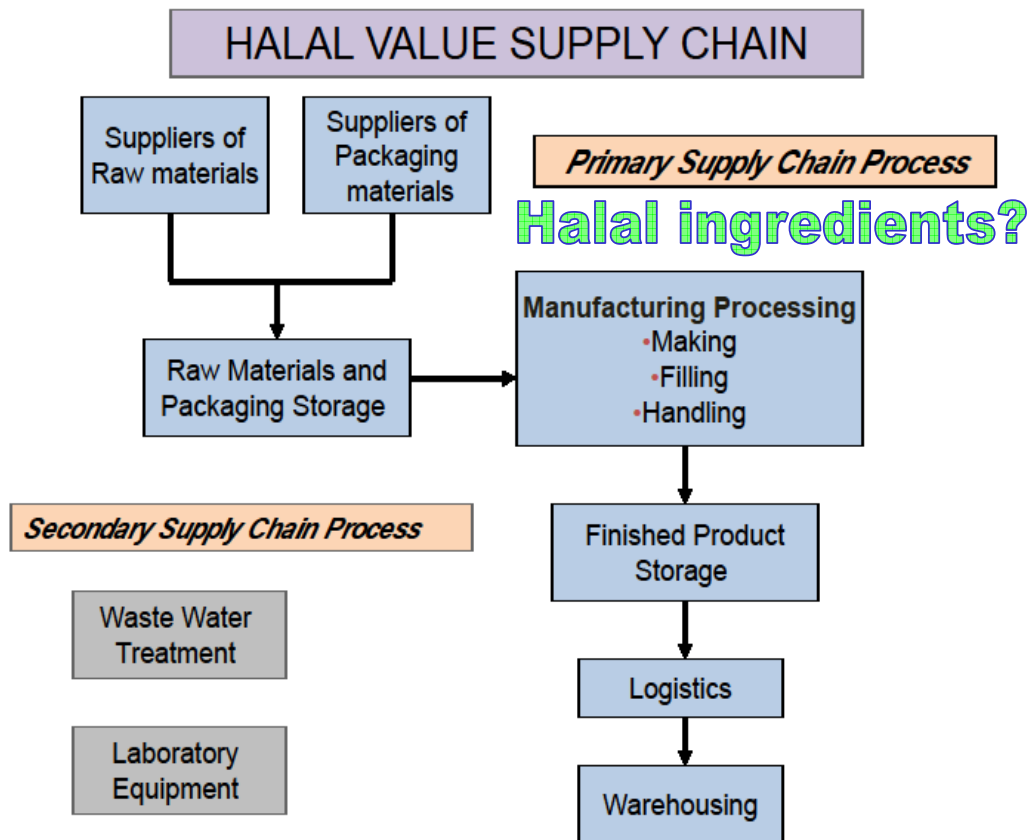 HALAL VALUE SUPPLY CHAIN
Suppliers of
Raw materials
Suppliers of
Packaging
materials
Primary Supply Chain Process
Halal ingredients?
Manufacturing Processing
•Making
•Filling
•Handling
Raw Materials and
Packaging Storage
Secondary Supply Chain Process
Finished Product
Storage
Waste Water
Treatment
Logistics
Laboratory
Equipment
Warehousing